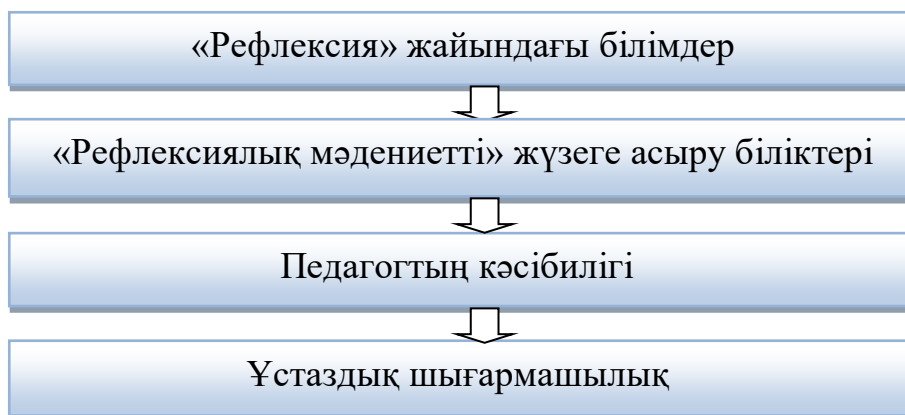 «Рефлексия» жайындағы білімдер
«Рефлексиялық мәдениетті» жүзеге асыру біліктері
Педагогтың кәсібилігі
Ұстаздық шығармашылық